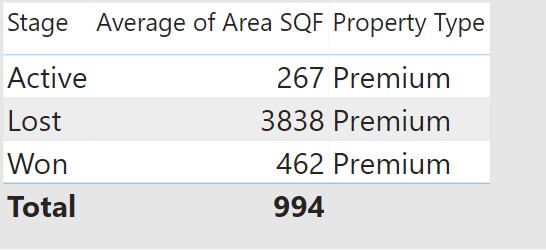 Stage Average of Area SQF Property Type
Active 267 Premium
Lost 3838 Premium
Won 462 Premium
Total 994